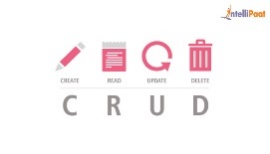 IntelliPaat
CREATE READ UPDATE DELETE
C R U D